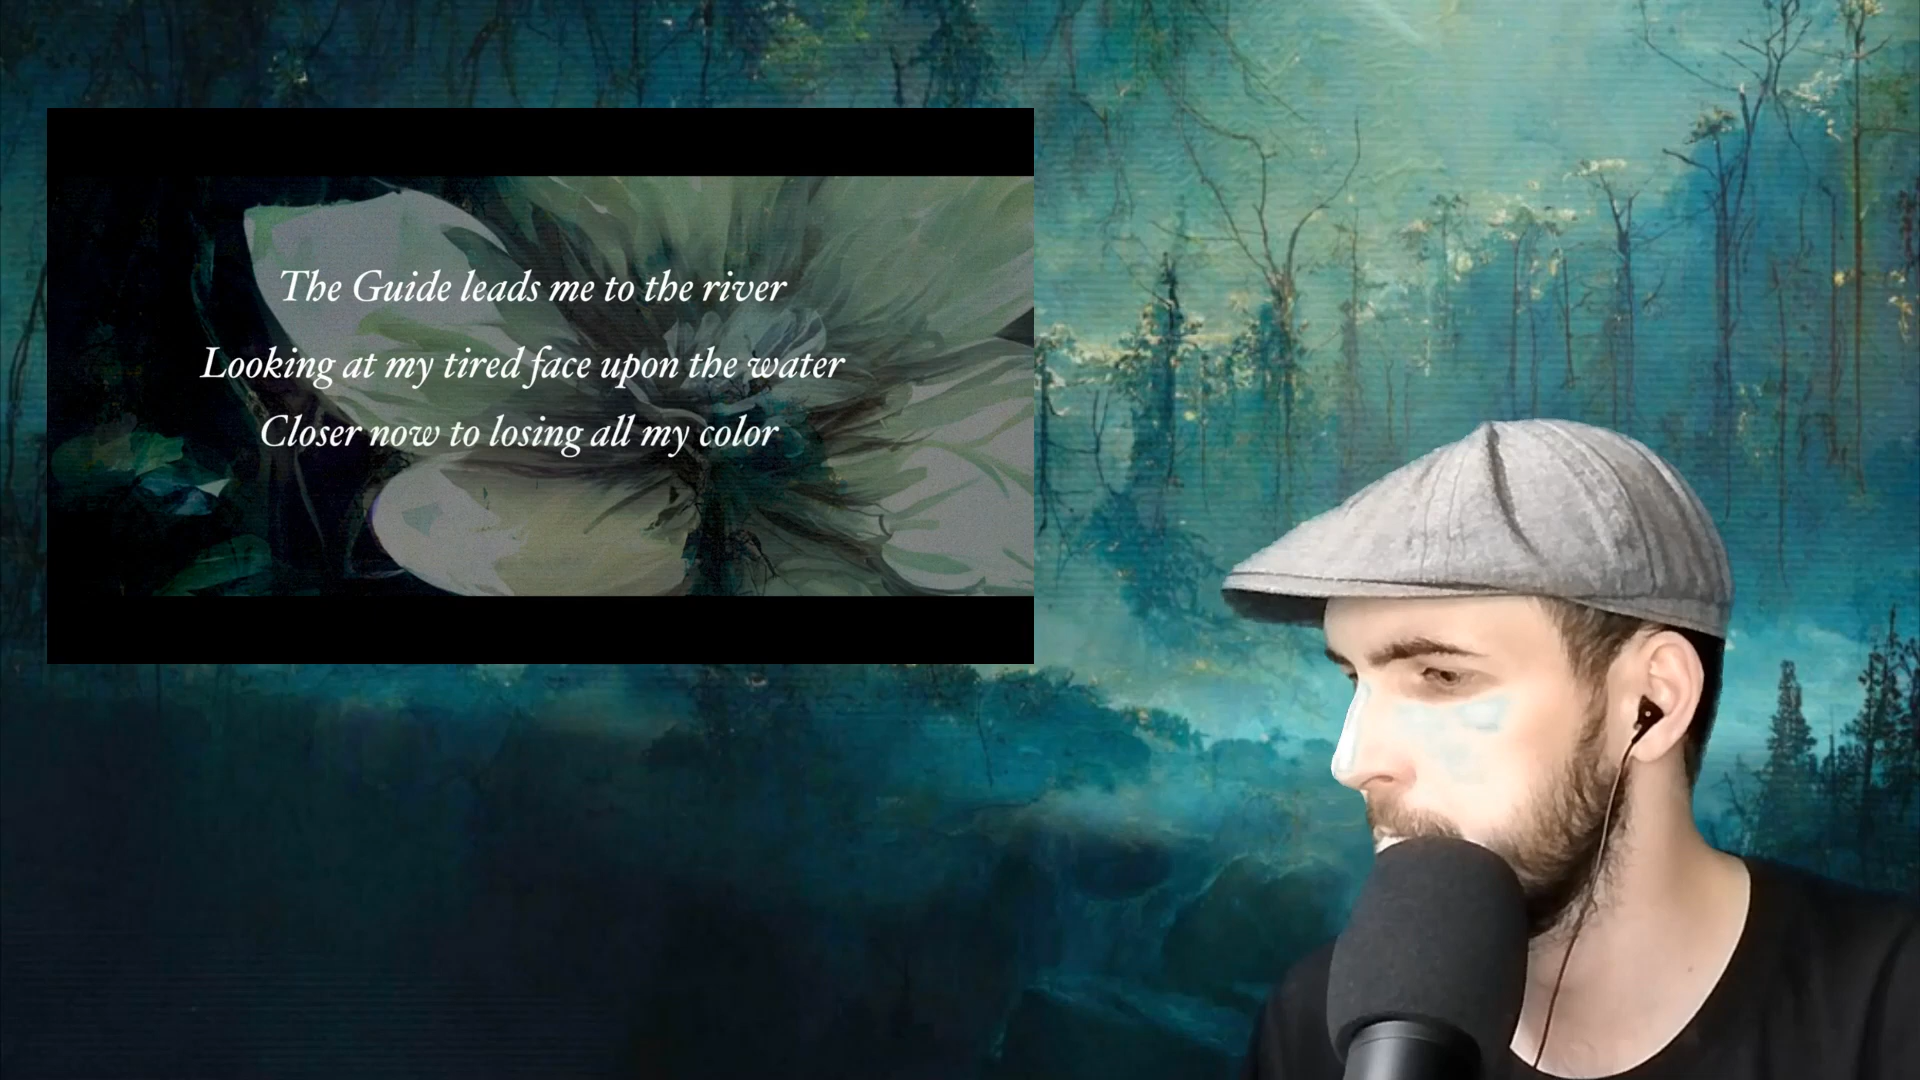 The Guide leads me to the river
Looking at my tired face upon the water
Closer now to losing all my color